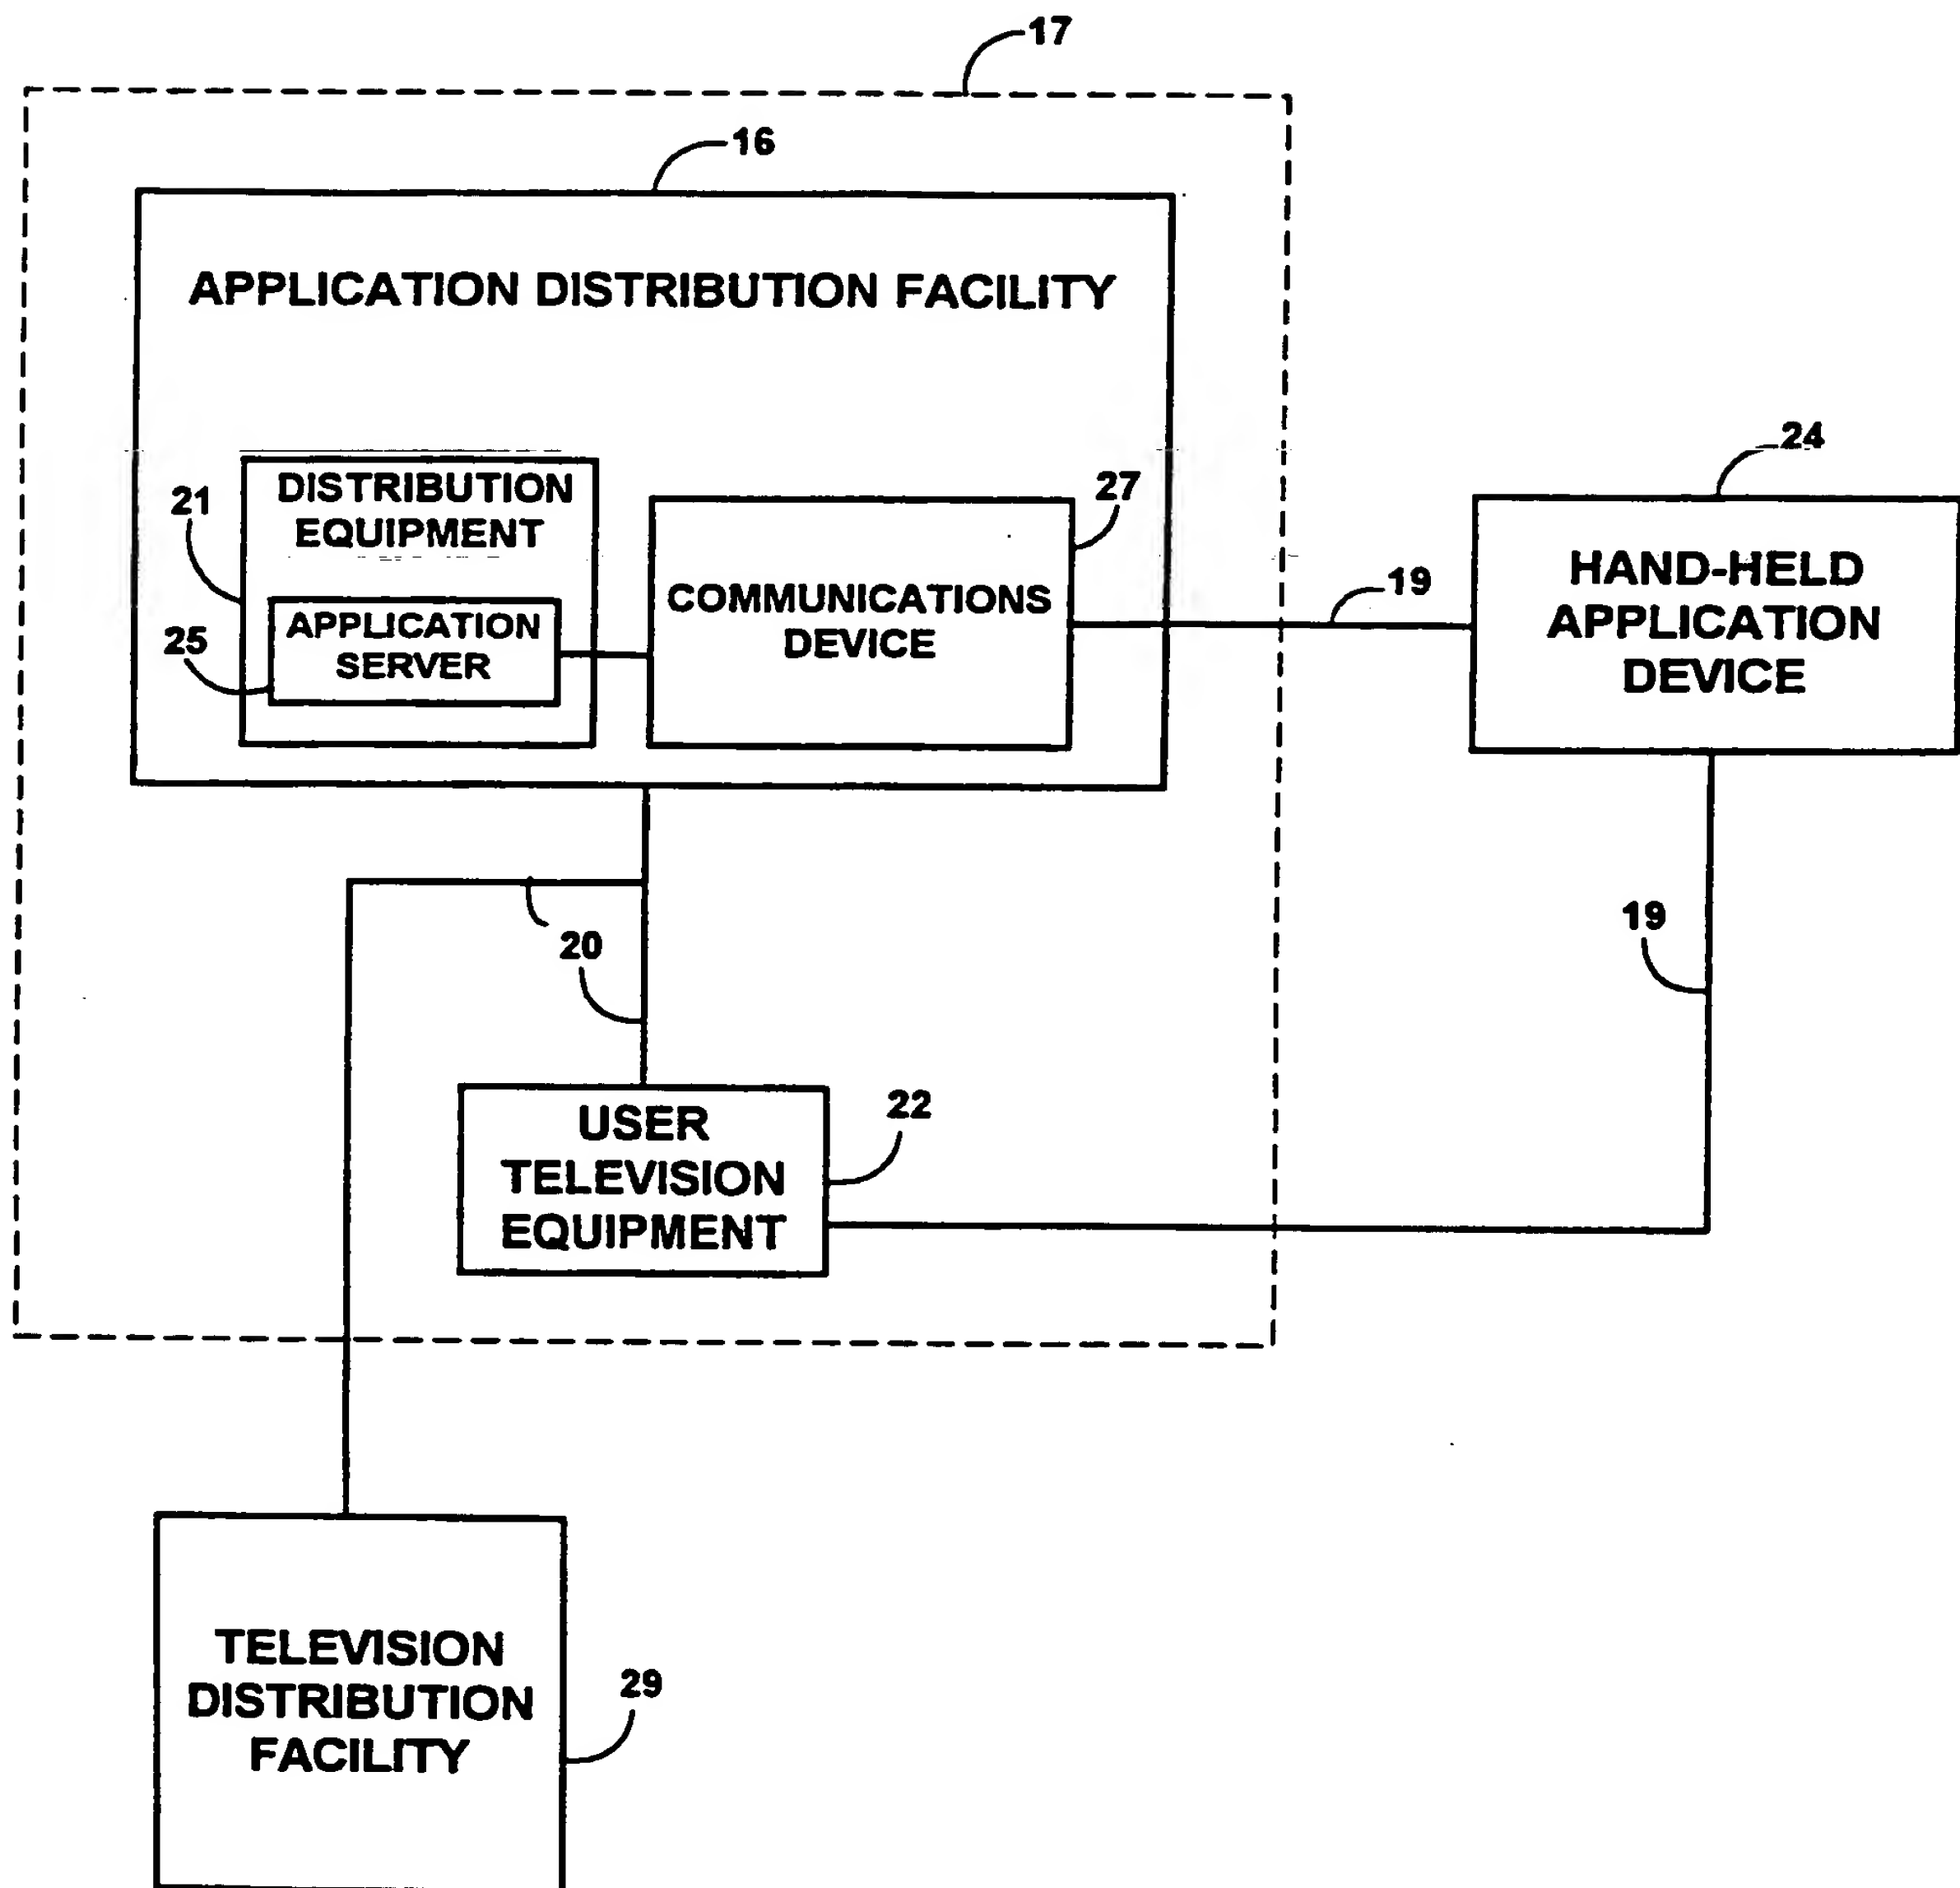 17
16
APPLICATION DISTRIBUTION FACILITY
24
21
DISTRIBUTION
EQUIPMENT
27
25
APPLICATION
SERVER
COMMUNICATIONS
DEVICE
19
HAND-HELD
APPLICATION
DEVICE
20
19
22
USER
TELEVISION
EQUIPMENT
TELEVISION
DISTRIBUTION
FACILITY
29